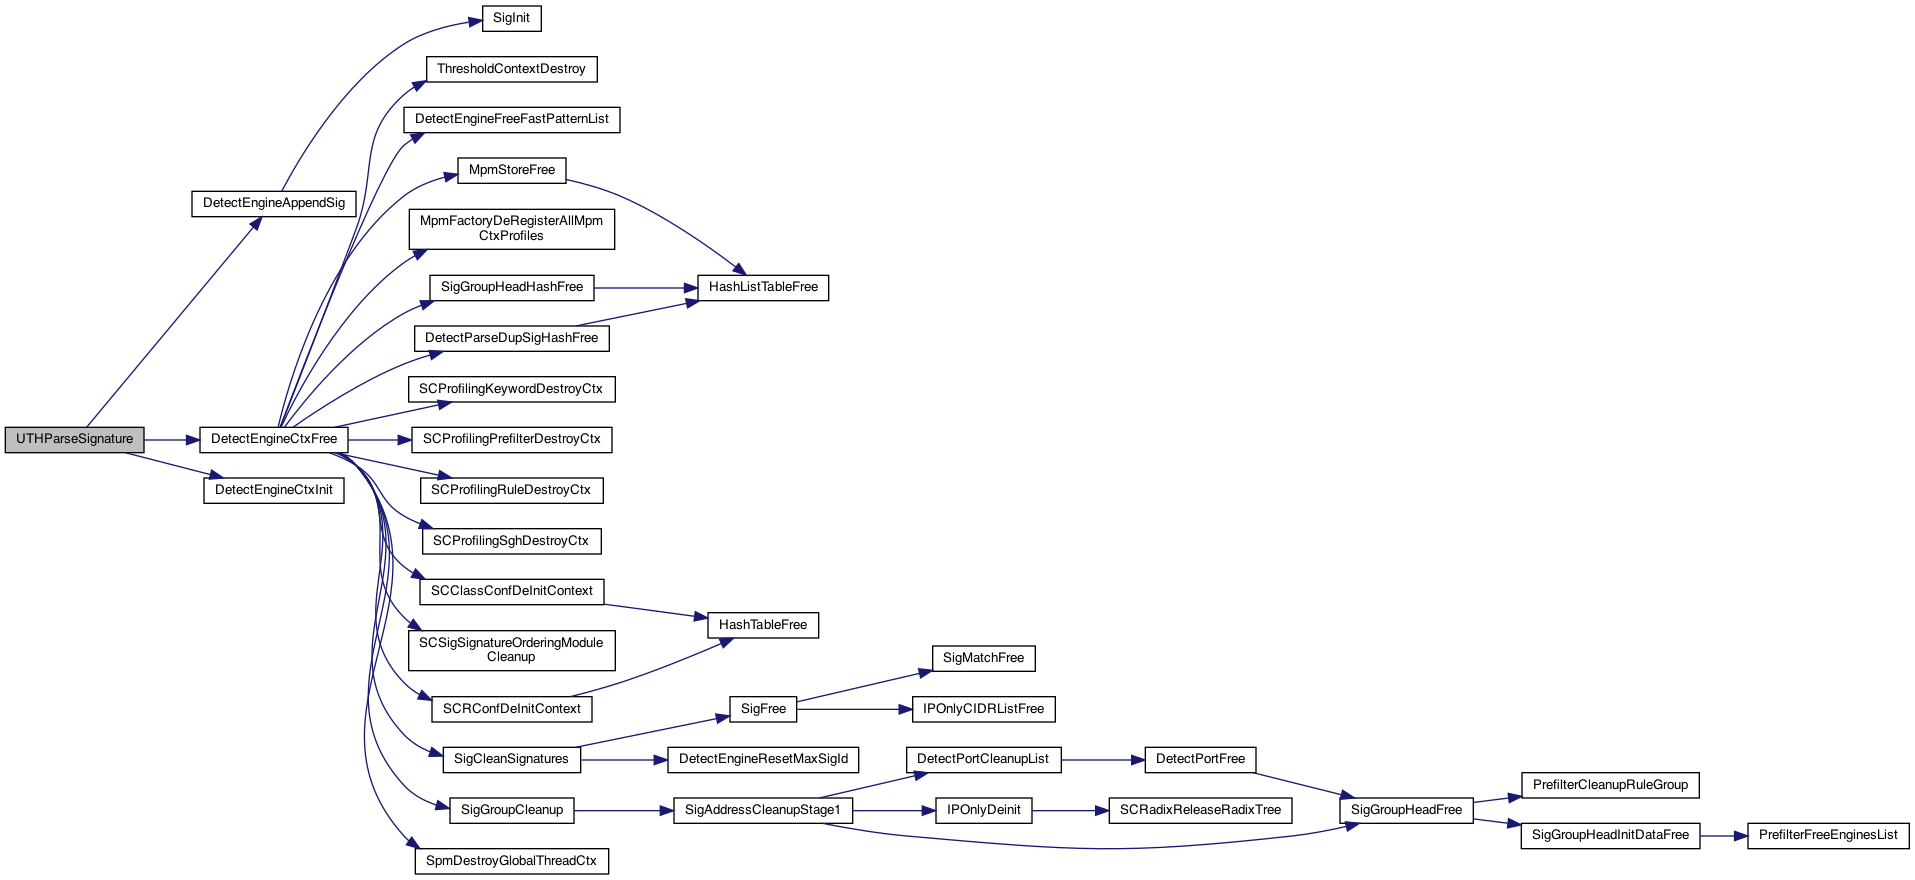 SigInit
ThresholdContextDestroy
DetectEngineFreeFastPatternList
MpmStoreFree
DetectEngineAppendSig
MpmFactoryDeRegisterAllMpm
CtxProfiles
SigGroupHeadHashFree
HashListTableFree
DetectParseDupSigHashFree
SCProfilingKeywordDestroyCtx
UTHParseSignature
DetectEngineCtxFree
SCProfilingPrefilterDestroyCtx
DetectEngineCtxInit
SCProfilingRuleDestroyCtx
SCProfilingSghDestroyCtx
SCClassConfDeInitContext
HashTableFree
SCSigSignatureOrderingModule
Cleanup
SigMatchFree
SCRConfDeInitContext
SigFree
IPOnlyCIDRListFree
SigCleanSignatures
DetectEngineResetMaxSigId
DetectPortCleanupList
DetectPortFree
PrefilterCleanupRuleGroup
SigGroupCleanup
SigAddressCleanupStage1
IPOnlyDeinit
SCRadixReleaseRadixTree
SigGroupHeadFree
SigGroupHeadInitDataFree
PrefilterFreeEnginesList
SpmDestroyGlobalThreadCtx